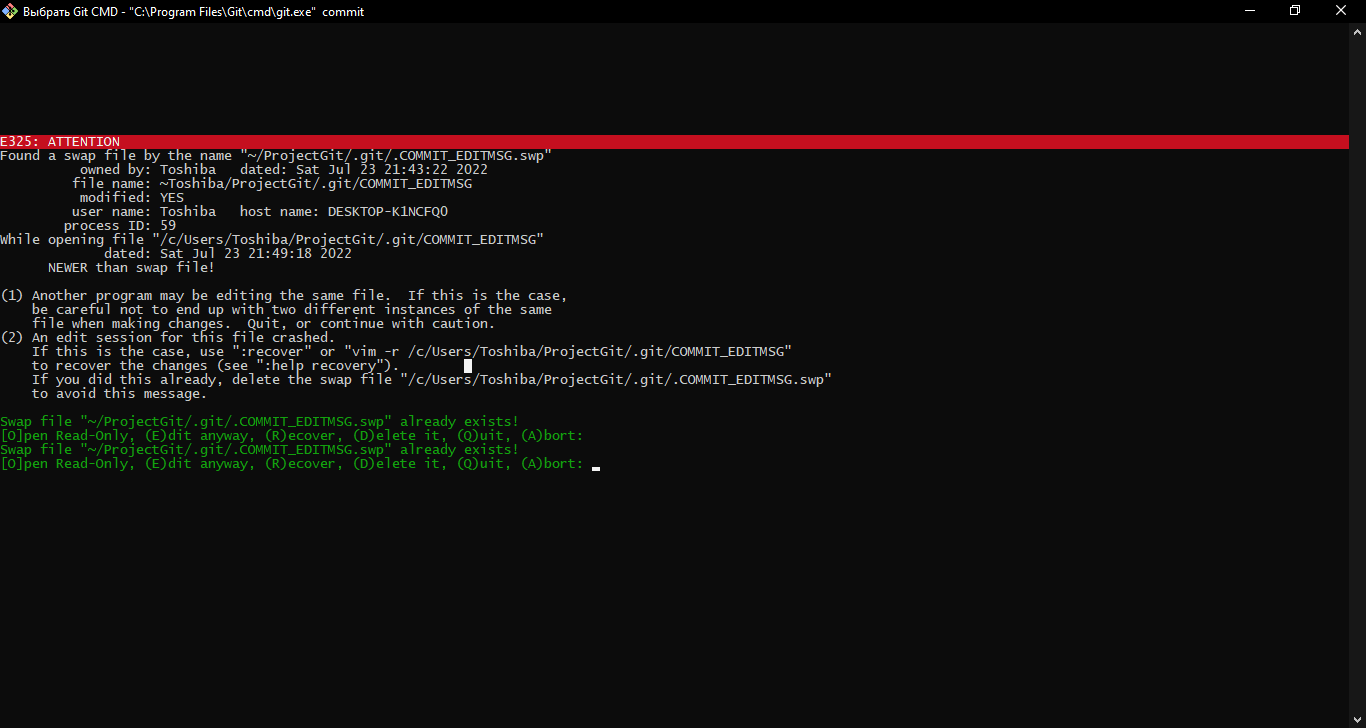 Выбрать Git CMD - "C:\Program Files\Git\cmd\git.exe" commit
E325: ATTENTION
Found a swap file by the name "~/ProjectGit/.git/.COMMIT_EDITMSG.swp"
owned by: Toshiba   dated: Sat Jul 23 21:43:22 2022
file name: ~Toshiba/ProjectGit/.git/COMMIT_EDITMSG
modified: YES
user name: Toshiba   host name: DESKTOP-K1NCFQO
process ID: 59
While opening file "/c/Users/Toshiba/ProjectGit/.git/COMMIT_EDITMSG"
dated: Sat Jul 23 21:49:18 2022
NEWER than swap file!
(1) Another program may be editing the same file.  If this is the case,
be careful not to end up with two different instances of the same
file when making changes.  Quit, or continue with caution.
(2) An edit session for this file crashed.
If this is the case, use ":recover" or "vim -r /c/Users/Toshiba/ProjectGit/.git/COMMIT_EDITMSG"
to recover the changes (see ":help recovery").
If you did this already, delete the swap file "/c/Users/Toshiba/ProjectGit/.git/.COMMIT_EDITMSG.swp"
to avoid this message.
Swap file "~/ProjectGit/.git/.COMMIT_EDITMSG.swp" already exists!
[O]pen Read-Only, (E)dit anyway, (R)ecover, (D)elete it, (Q)uit, (A)bort:
Swap file "~/ProjectGit/.git/.COMMIT_EDITMSG.swp" already exists!
[O]pen Read-Only, (E)dit anyway, (R)ecover, (D)elete it, (Q)uit, (A)bort: